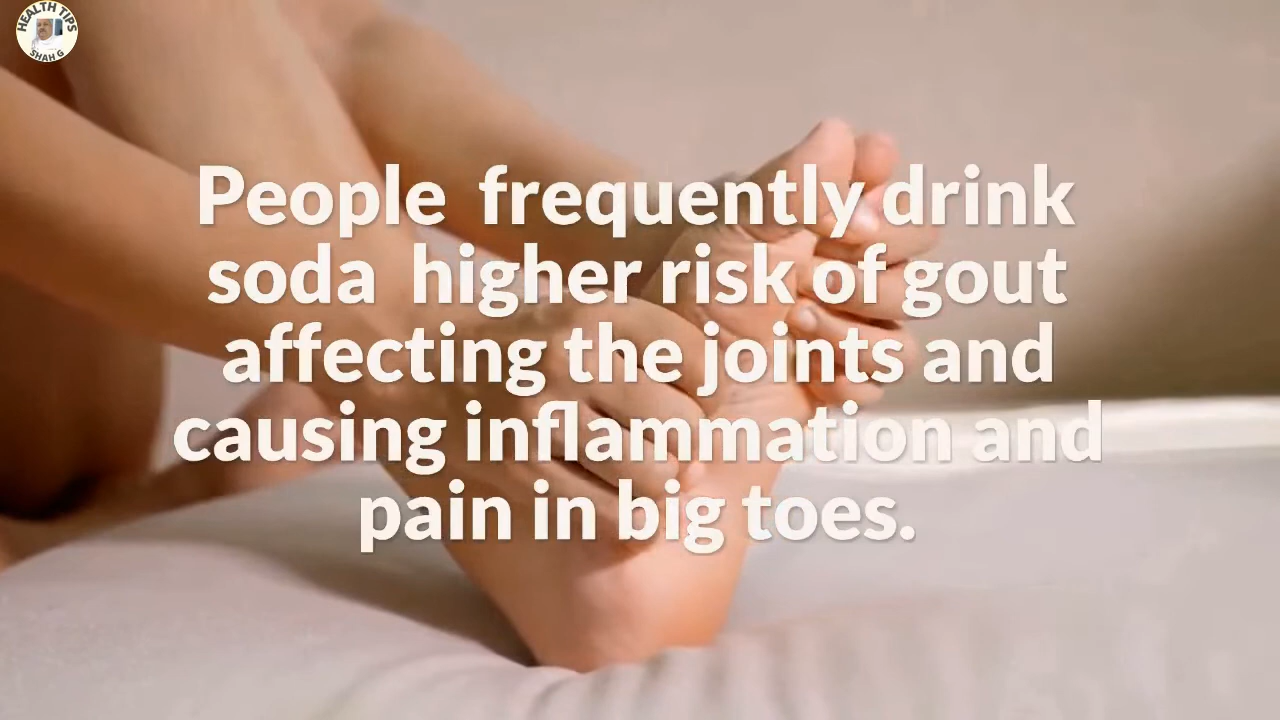 HEALTH TIPS
SHAH G
People  frequently drink
soda  higher risk of gout
affecting the joints and
causing inflammation and
pain in big toes.